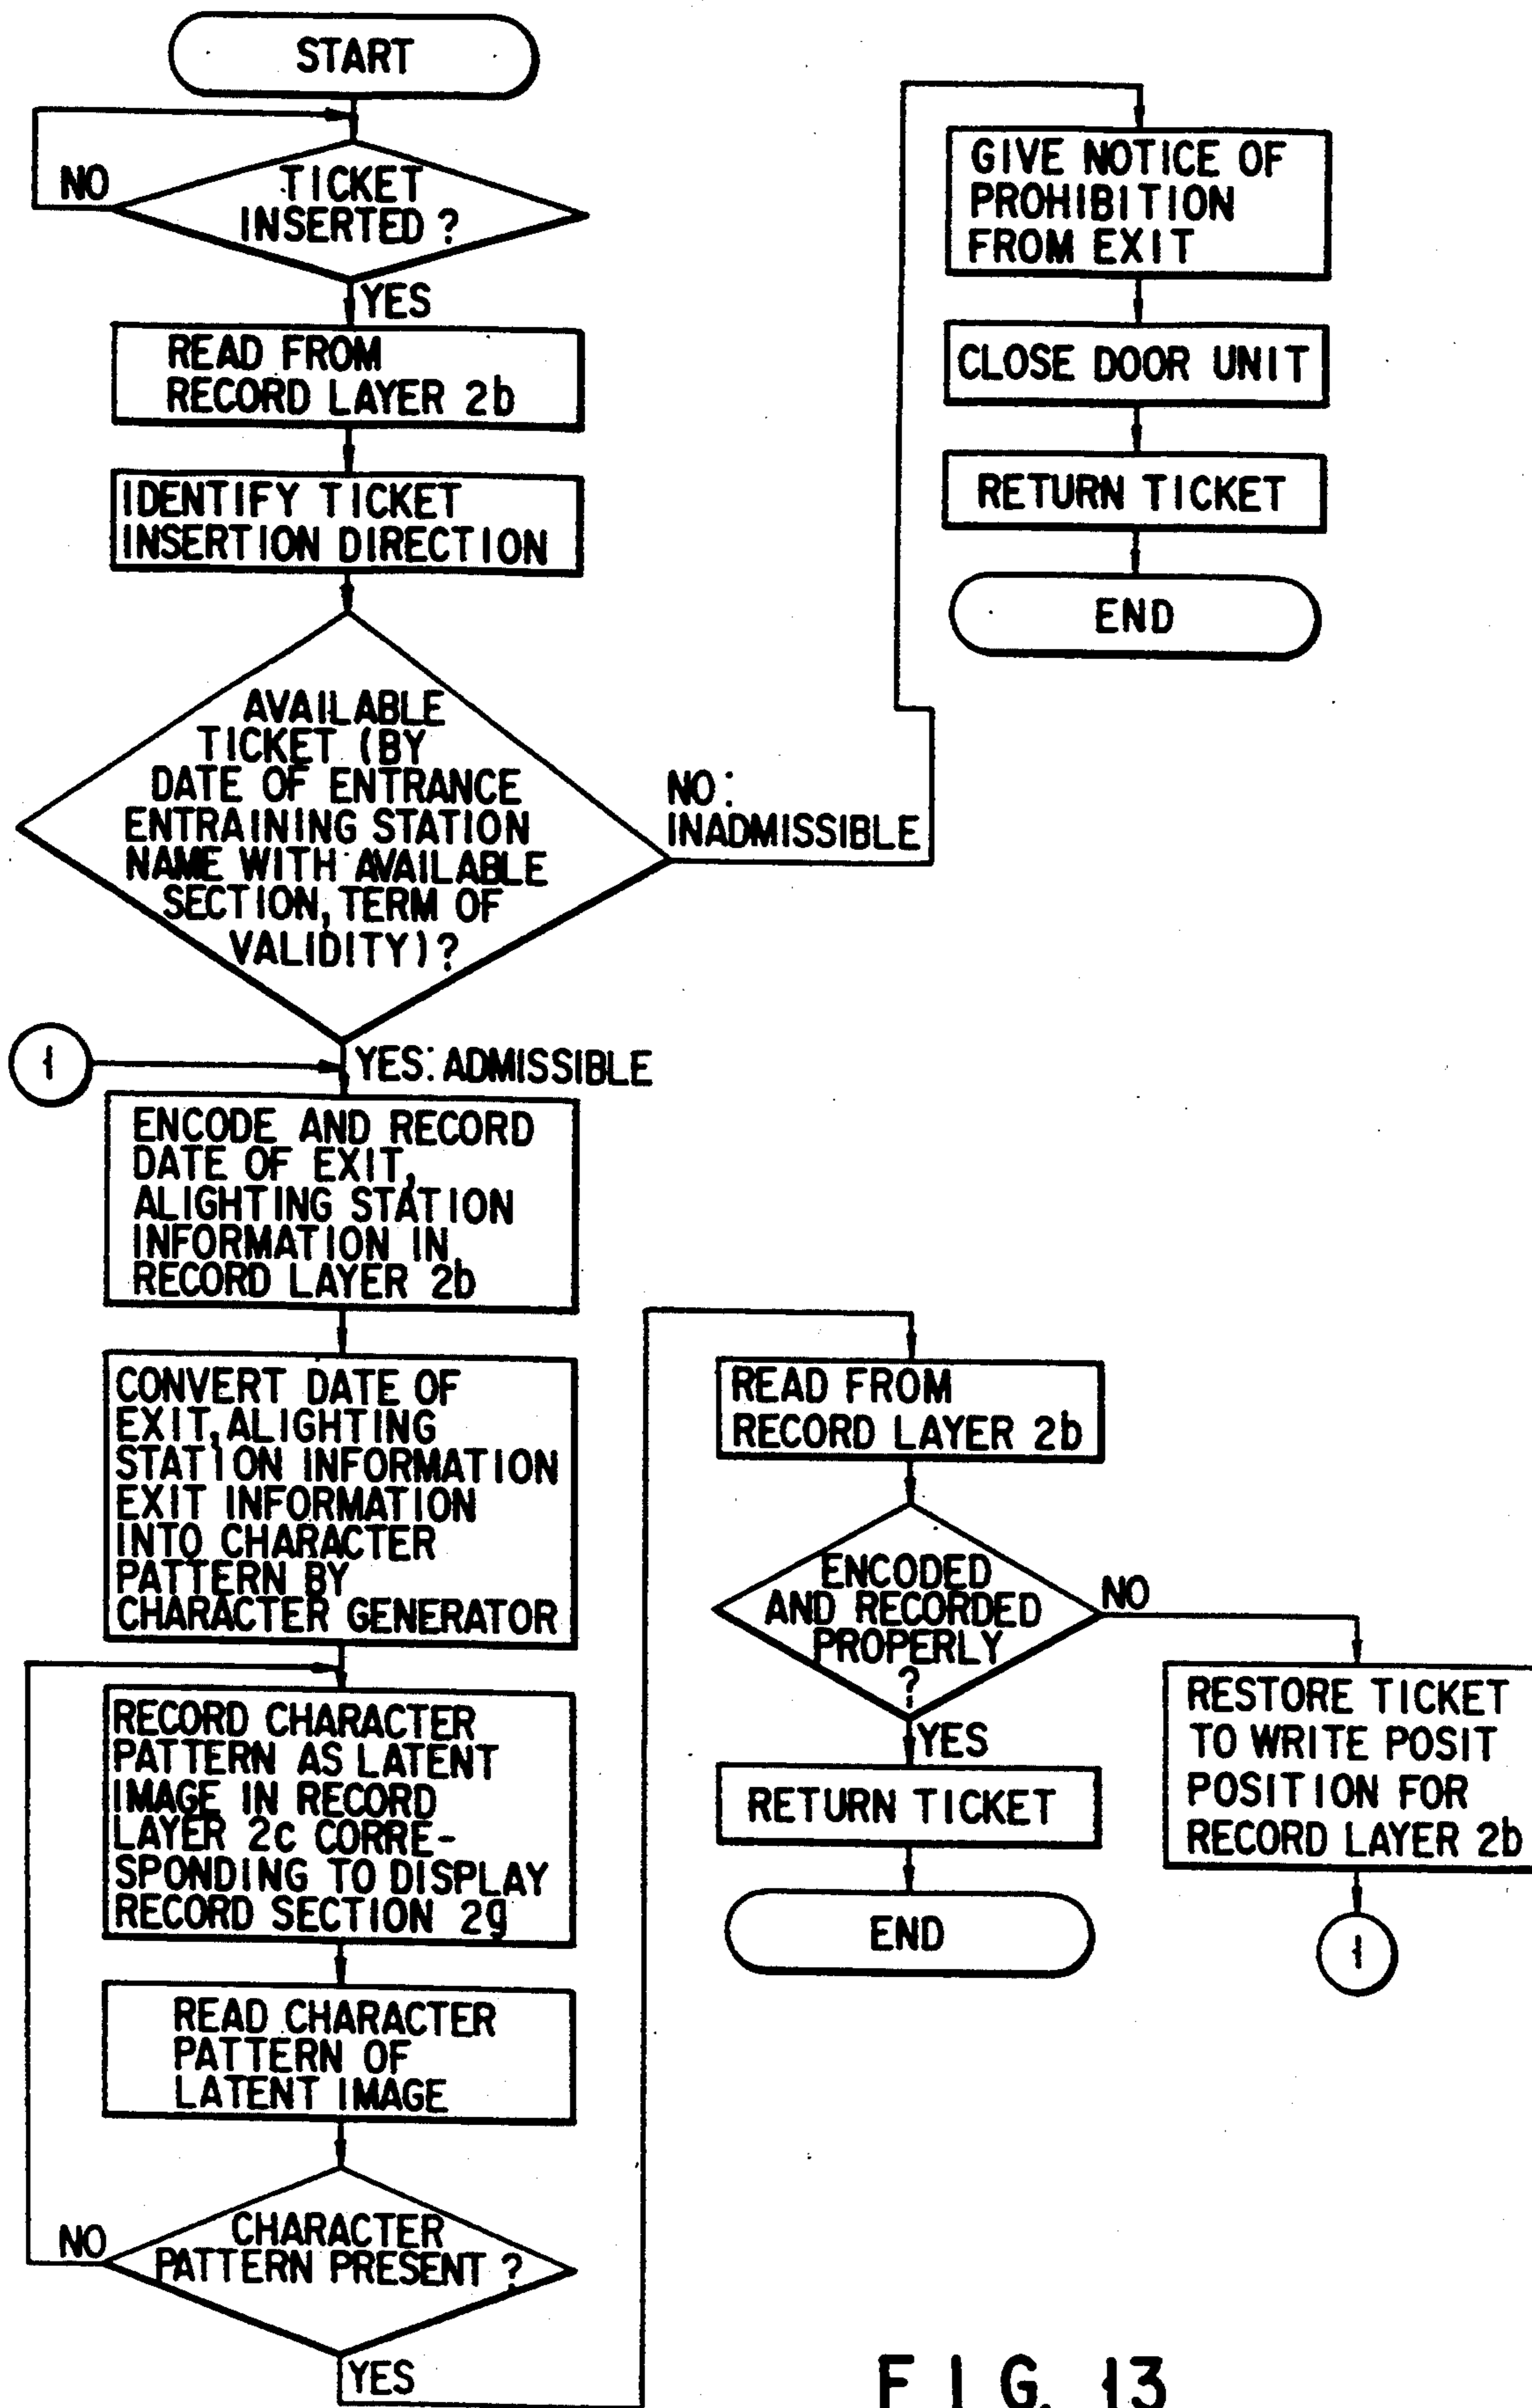 START
NO
TICKET
INSERTED ?
YES
READ FROM
RECORD LAYER 2b
IDENTIFY TICKET
INSERTION DIRECTION
AVAILABLE
TICKET (BY
DATE OF ENTRANCE
ENTRAINING STATION
NAME WITH AVAILABLE
SECTION, TERM OF
VALIDITY) ?
NO:
INADMISSIBLE
GIVE NOTICE OF
PROHIBITION
FROM EXIT
CLOSE DOOR UNIT
RETURN TICKET
END
1
YES: ADMISSIBLE
ENCODE AND RECORD
DATE OF EXIT,
ALIGHTING STATION
INFORMATION IN
RECORD LAYER 2b
CONVERT DATE OF
EXIT, ALIGHTING
STATION INFORMATION
EXIT INFORMATION
INTO CHARACTER
PATTERN BY
CHARACTER GENERATOR
RECORD CHARACTER
PATTERN AS LATENT
IMAGE IN RECORD
LAYER 2c CORRE-
SPONDING TO DISPLAY
RECORD SECTION 2g
READ CHARACTER
PATTERN OF
LATENT IMAGE
NO
CHARACTER
PATTERN PRESENT ?
YES
READ FROM
RECORD LAYER 2b
ENCODED
AND RECORDED
PROPERLY
?
NO
YES
RETURN TICKET
END
RESTORE TICKET
TO WRITE POSIT
POSITION FOR
RECORD LAYER 2b
1
FIG. 13